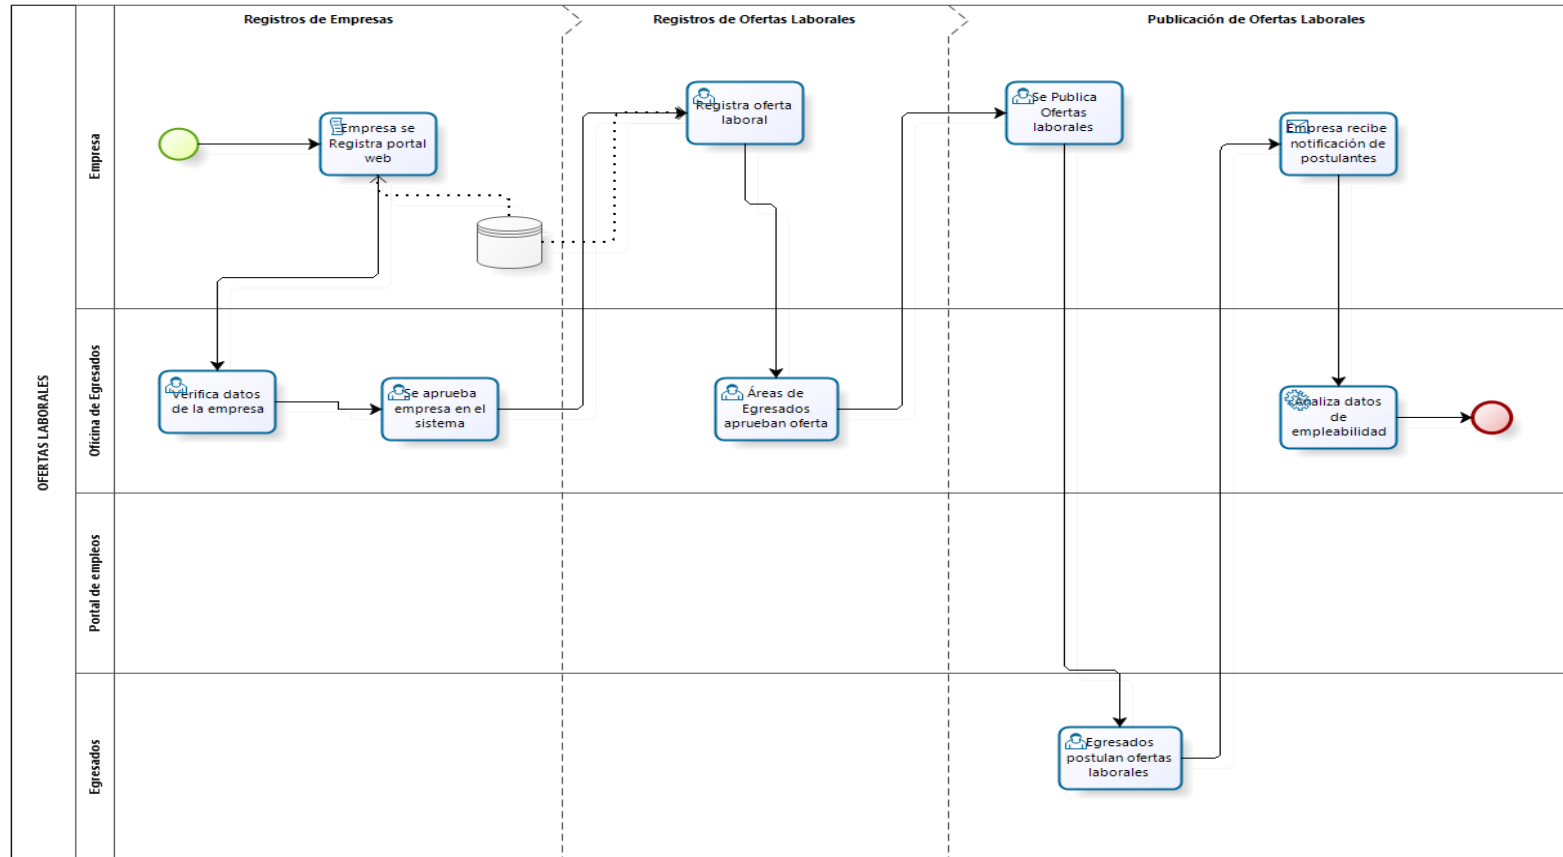 Registros de Empresas
Registros de Ofertas Laborales
Publicación de Ofertas Laborales
OFERTAS LABORALES
Empresa
Empresa se
Registra portal
web
Registra oferta
laboral
Se Publica
Ofertas
laborales
Empresa recibe
notificación de
postulantes
Oficina de Egresados
Verifica datos
de la empresa
Se aprueba
empresa en el
sistema
Áreas de
Egresados
aprueban oferta
Analiza datos
de
empleabilidad
Portal de empleos
Egresados
Egresados
postulan ofertas
laborales